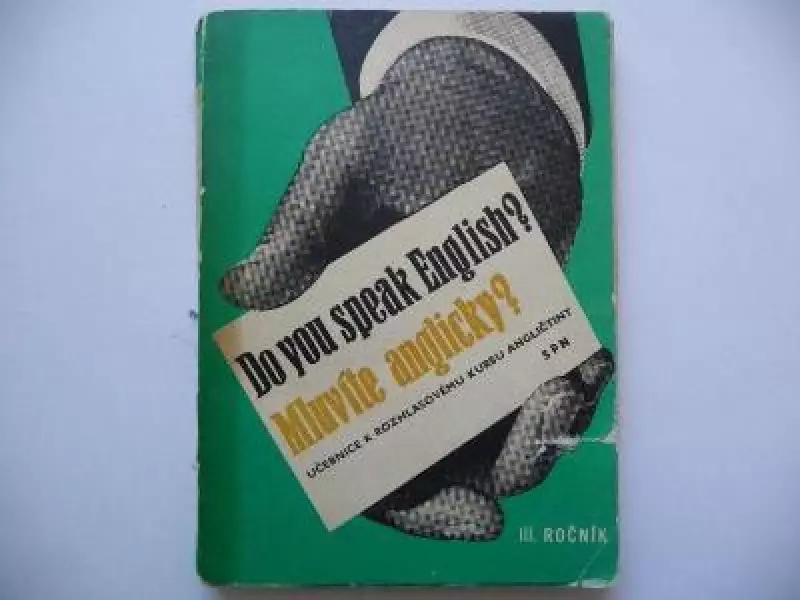 Do you speak English?
Mluvíte anglicky?
UČEBNICE K ROZHLASOVÉMU KURSU ANGLIČTINY
SPN
III. ROČNÍK